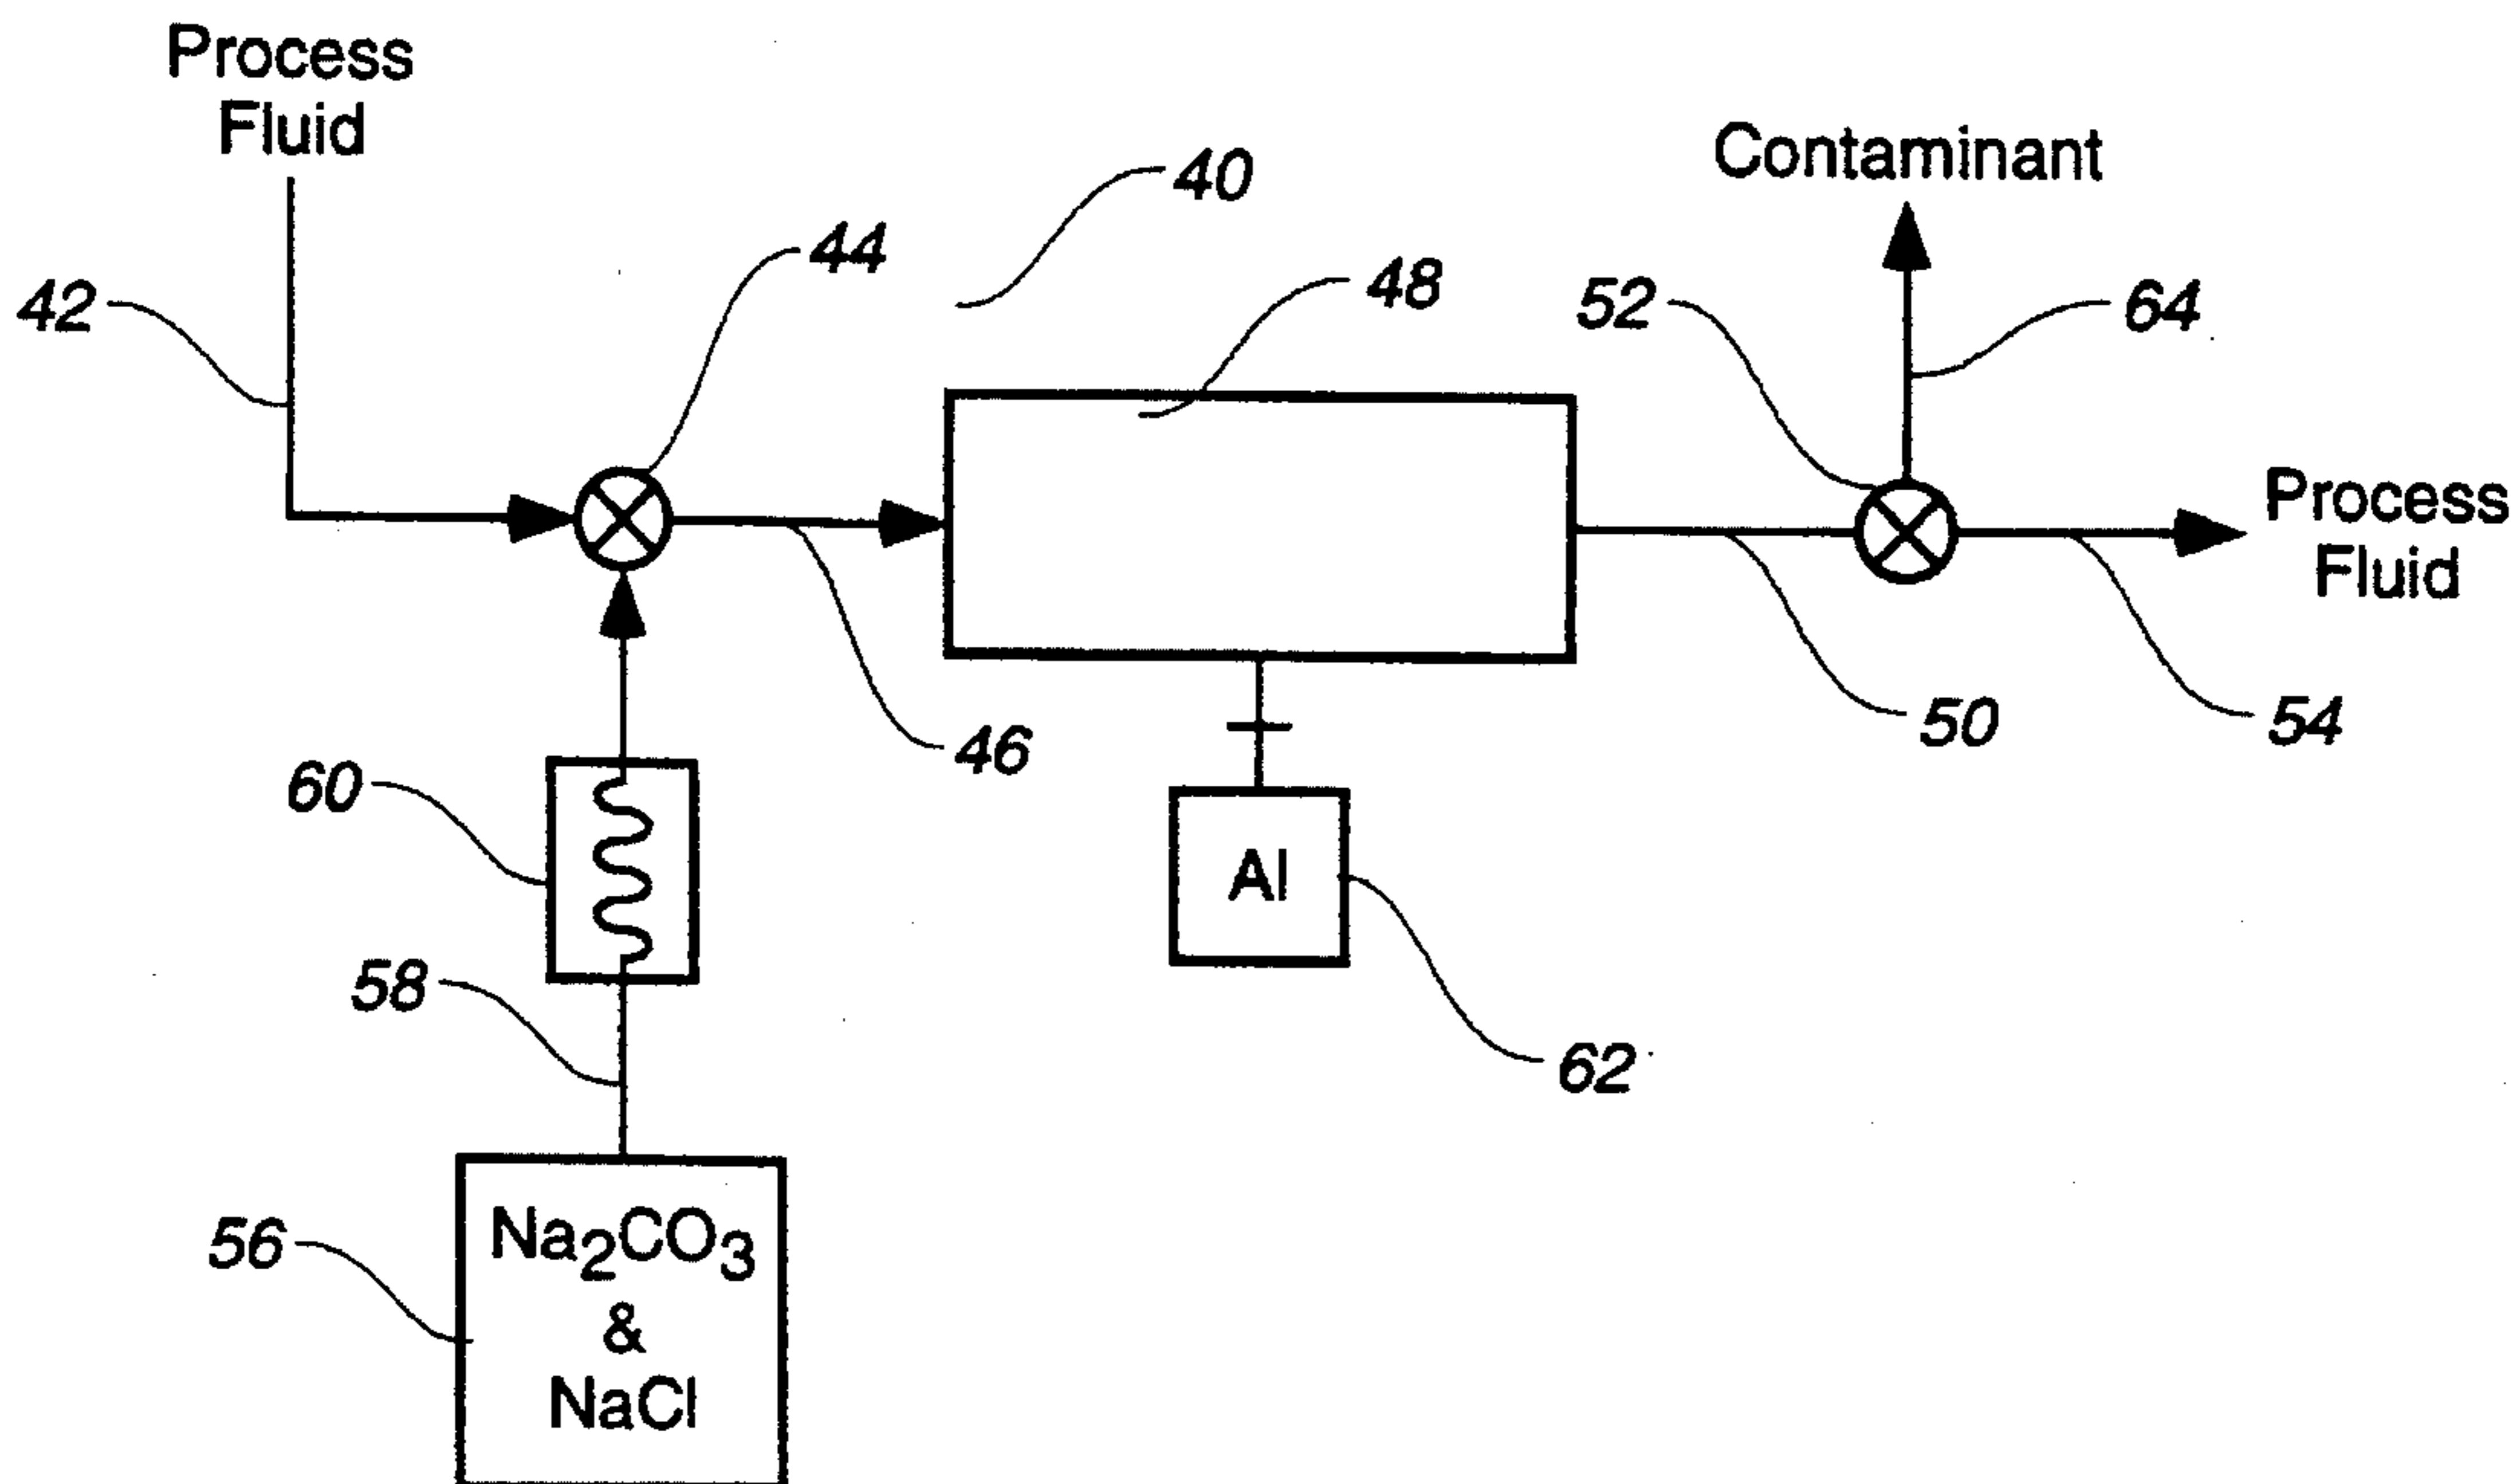 Process
Fluid
40
Contaminant
44
48
42
52
64
Process
Fluid
46
50
54
60
Al
58
62
56
Na₂CO₃
&
NaCl